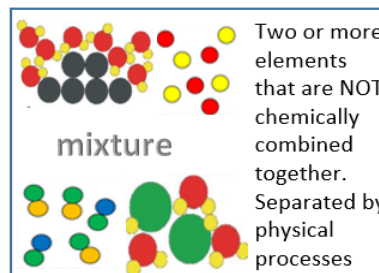 Two or more
elements
that are NOT
chemically
combined
together.
Separated by
physical
processes
mixture